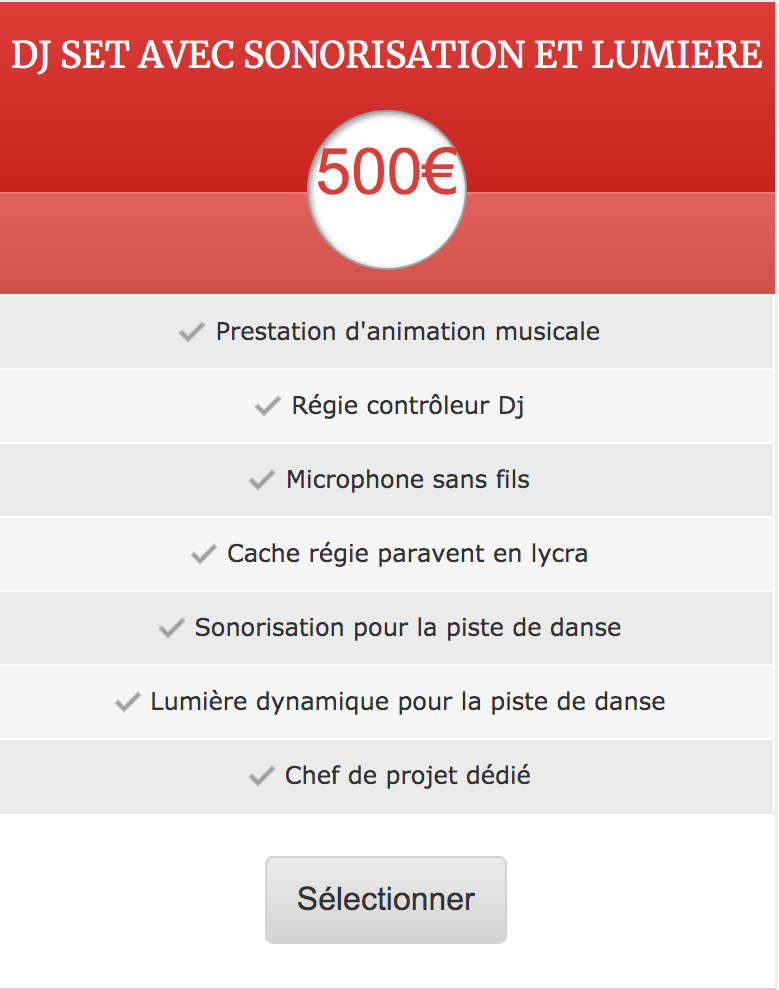 DJ SET AVEC SONORISATION ET LUMIERE
500€
Prestation d'animation musicale
Régie contrôleur Dj
Microphone sans fils
Cache régie paravent en lycra
Sonorisation pour la piste de danse
Lumière dynamique pour la piste de danse
Chef de projet dédié
Sélectionner